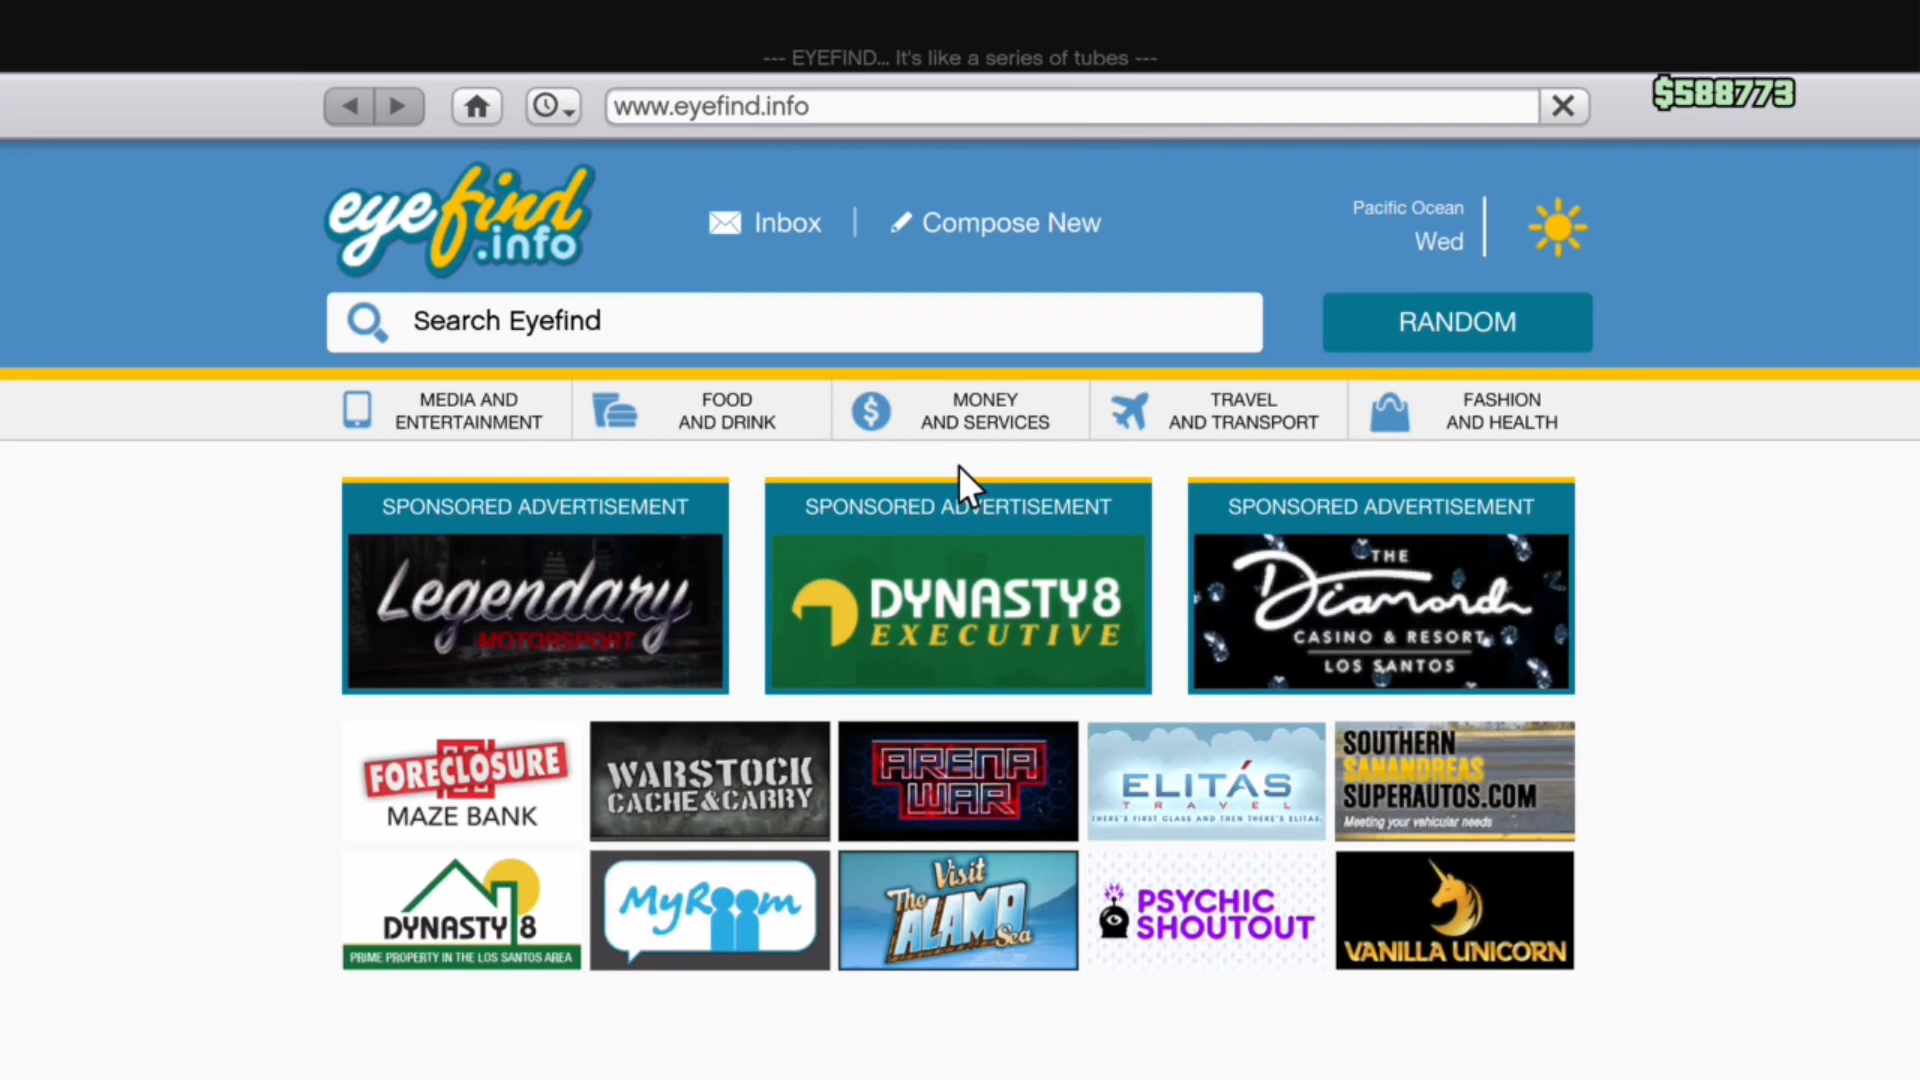 --- EYEFIND... It's like a series of tubes ---
www.eyefind.info
$588773
eyefind
.info
Inbox
Compose New
Pacific Ocean
Wed
Search Eyefind
RANDOM
MEDIA AND
ENTERTAINMENT
FOOD
AND DRINK
MONEY
AND SERVICES
TRAVEL
AND TRANSPORT
FASHION
AND HEALTH
SPONSORED ADVERTISEMENT
Legendary
MOTORSPORT
SPONSORED ADVERTISEMENT
DYNASTY8
EXECUTIVE
SPONSORED ADVERTISEMENT
THE
Diamond
CASINO & RESORT
LOS SANTOS
FORECLOSURE
MAZE BANK
WARSTOCK
CACHE&CARRY
ARENA
WAR
ELITÁS
TRAVEL
THERE'S FIRST CLASS AND THEN THERE'S ELITAS.
SOUTHERN
SANANDREAS
SUPERAUTOS.COM
Meeting your vehicular needs
DYNASTY 8
PRIME PROPERTY IN THE LOS SANTOS AREA
MyRoom
Visit
The
ALAMO
Sea
PSYCHIC
SHOUTOUT
VANILLA UNICORN